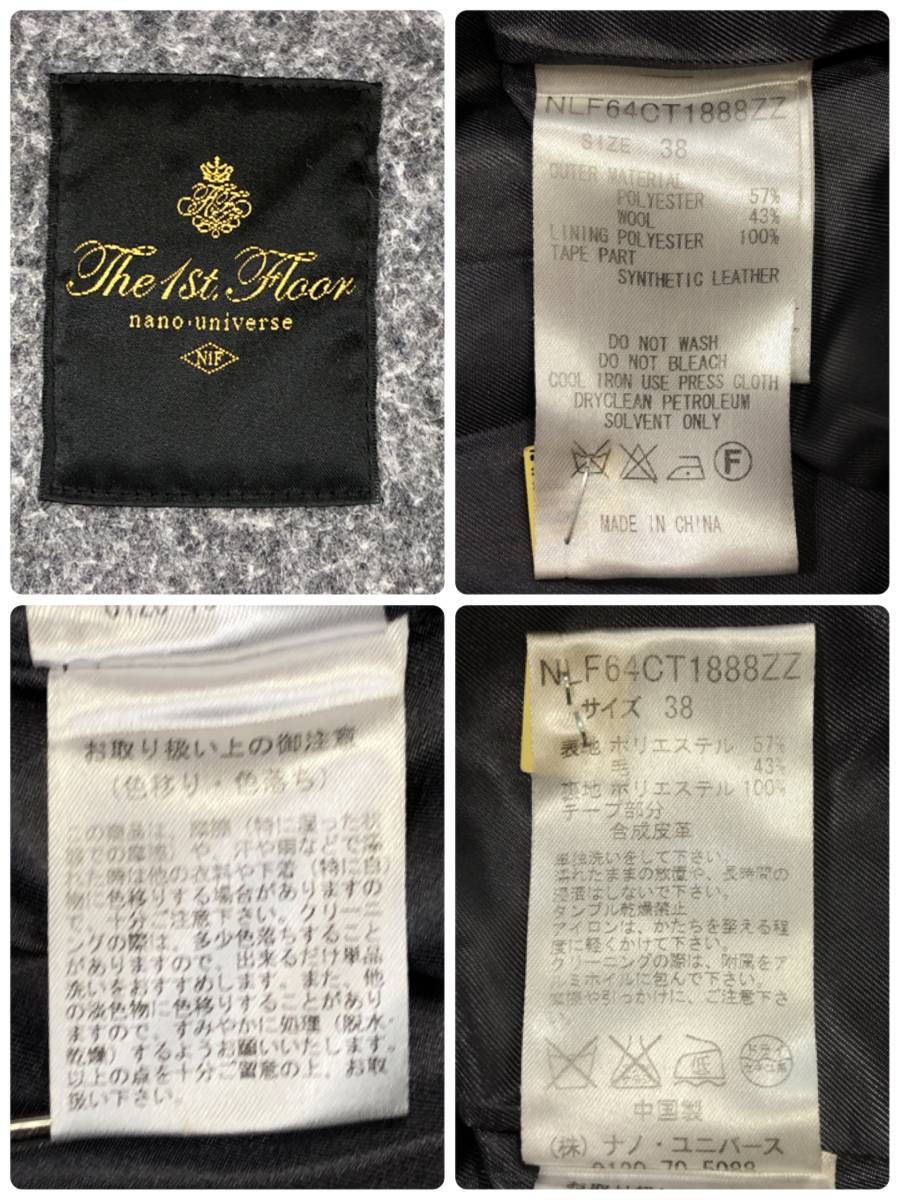 The 1st. Floor
nano・universe
N1F
NLF64CT1888ZZ
SIZE 38
OUTER MATERIAL
POLYESTER 57%
WOOL 43%
LINING POLYESTER 100%
TAPE PART
SYNTHETIC LEATHER
DO NOT WASH
DO NOT BLEACH
COOL IRON USE PRESS CLOTH
DRYCLEAN PETROLEUM
SOLVENT ONLY
F
MADE IN CHINA
お取り扱い上の御注意
(色移り・色落ち)
この商品は、摩擦(特に湿った状
態での摩擦)や、汗や雨などで濡
れた時は他の衣料や下着(特に白
物)に色移りする場合がありますの
で、十分ご注意下さい。クリーニ
ングの際は、多少色落ちすること
がありますので、出来るだけ単品
洗いをおすすめします。また、他
の淡色物に色移りすることがあり
ますので、すみやかに処理(脱水・
乾燥)するようお願いいたします。
以上の点を十分ご留意の上、お取
扱い下さい。
NLF64CT1888ZZ
サイズ 38
表地 ポリエステル 57%
毛 43%
裏地 ポリエステル 100%
テープ部分
合成皮革
単独洗いをして下さい。
濡れたままの放置や、長時間の
浸漬はしないで下さい。
タンブル乾燥禁止
アイロンは、かたちを整える程
度に軽くかけて下さい。
クリーニングの際は、附属をア
ルミホイルに包んで下さい。
摩擦や引っかけに、ご注意下さ
い。
低
ドライ
セキユ系
中国製
(株) ナノ・ユニバース